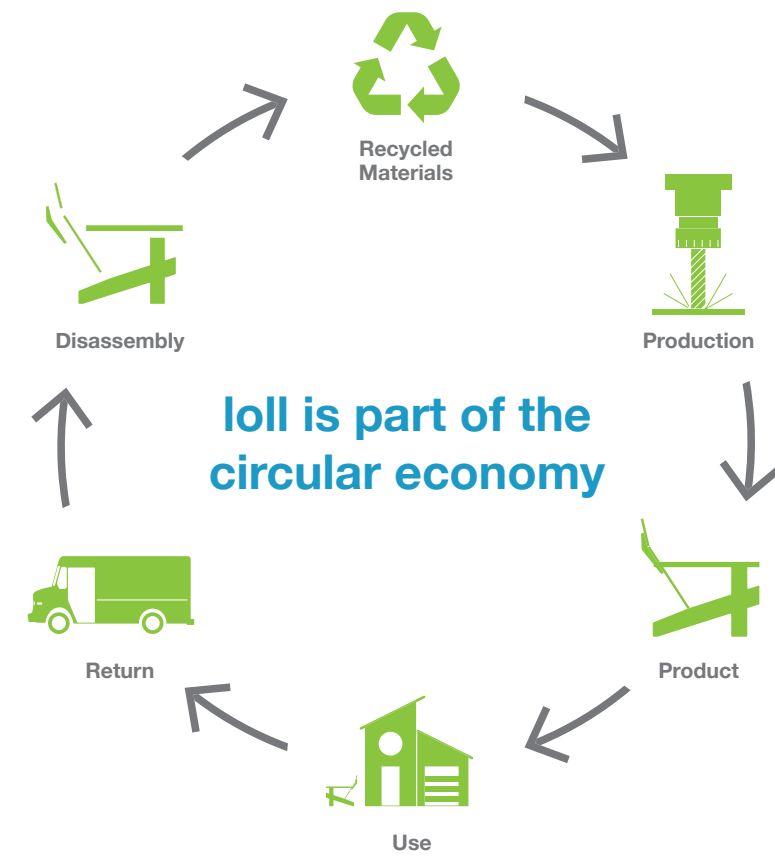 Recycled
Materials
Production
Product
Use
Return
Disassembly
loll is part of the
circular economy